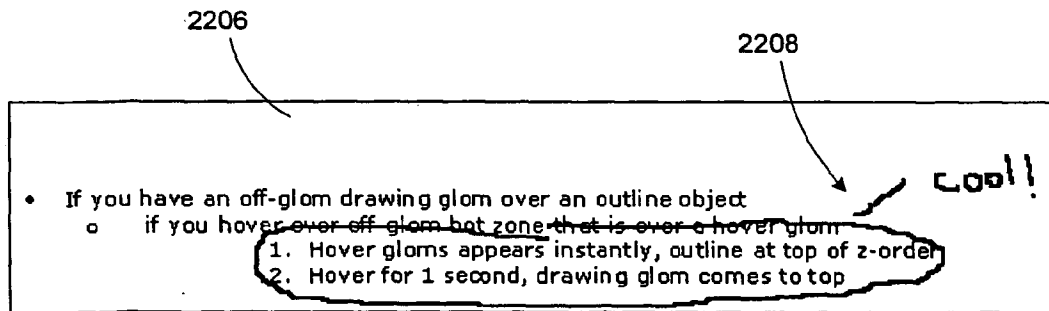 2206
2208
cool!!
• If you have an off-glom drawing glom over an outline object
o if you hover over off glom hot zone that is over a hover glom
1. Hover gloms appears instantly, outline at top of z-order
2. Hover for 1 second, drawing glom comes to top